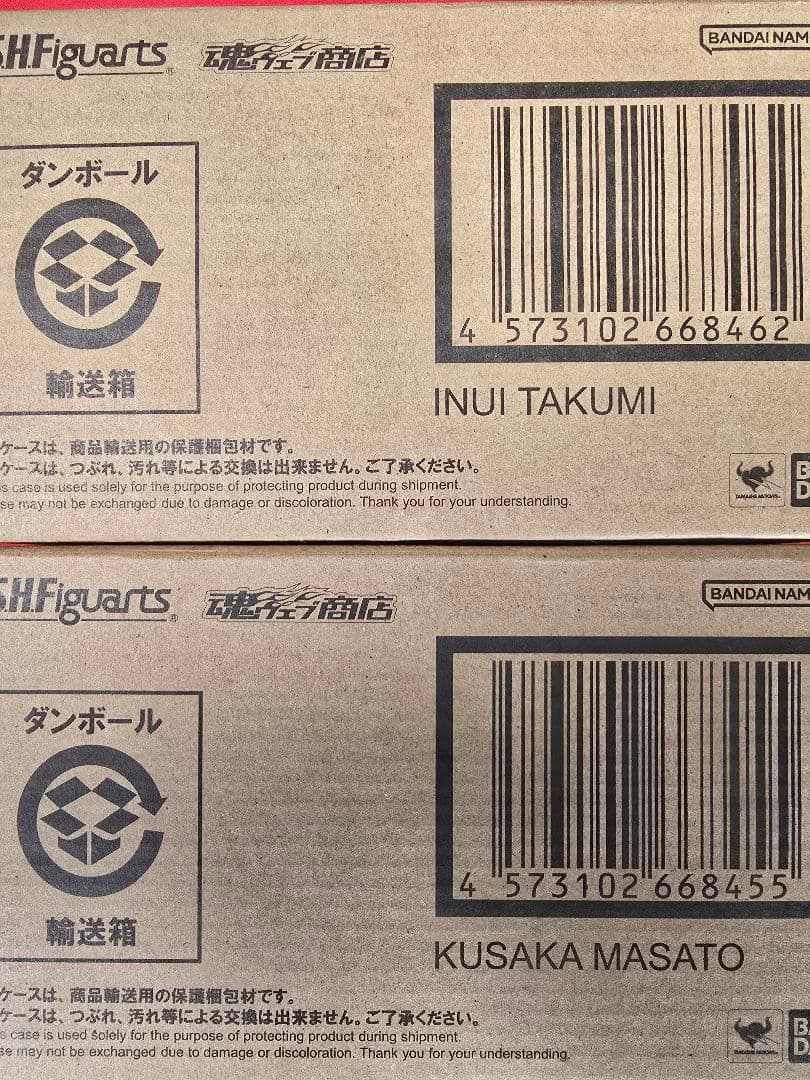 S.H.Figuarts
魂ウェブ商店
BANDAI NAM
ダンボール
輸送箱
4 573102 668462
INUI TAKUMI
ケースは、商品輸送用の保護梱包材です。
ケースは、つぶれ、汚れ等による交換は出来ません。ご了承ください。
s case is used solely for the purpose of protecting product during shipment.
se may not be exchanged due to damage or discoloration. Thank you for your understanding.
TAMASHII NATIONS
S.H.Figuarts
魂ウェブ商店
BANDAI NAM
ダンボール
輸送箱
4 573102 668455
KUSAKA MASATO
ケースは、商品輸送用の保護梱包材です。
ケースは、つぶれ、汚れ等による交換は出来ません。ご了承ください。
s case is used solely for the purpose of protecting product during shipment.
se may not be exchanged due to damage or discoloration. Thank you for your understanding.
TAMASHII NATIONS